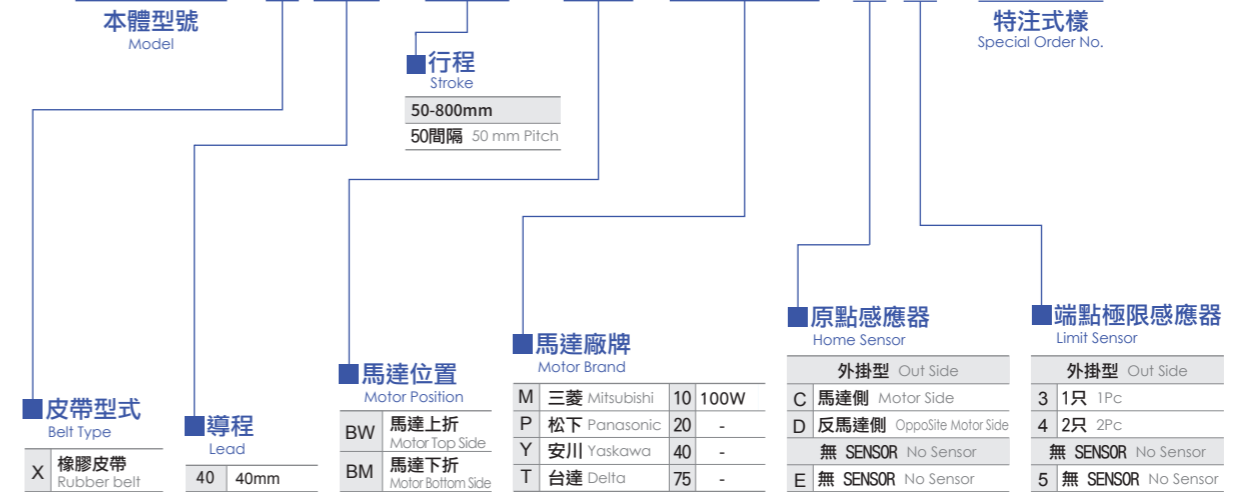 本體型號
Model
特注式樣
Special Order No.
行程
Stroke
50-800mm
50間隔 50 mm Pitch
皮帶型式
Belt Type
X 橡膠皮帶
Rubber belt
導程
Lead
40 40mm
馬達位置
Motor Position
BW 馬達上折
Motor Top Side
BM 馬達下折
Motor Bottom Side
馬達廠牌
Motor Brand
M 三菱 Mitsubishi 10 100W
P 松下 Panasonic 20 -
Y 安川 Yaskawa 40 -
T 台達 Delta 75 -
原點感應器
Home Sensor
外掛型 Out Side
C 馬達側 Motor Side
D 反馬達側 OppoSite Motor Side
無 SENSOR No Sensor
E 無 SENSOR No Sensor
端點極限感應器
Limit Sensor
外掛型 Out Side
3 1只 1Pc
4 2只 2Pc
無 SENSOR No Sensor
5 無 SENSOR No Sensor